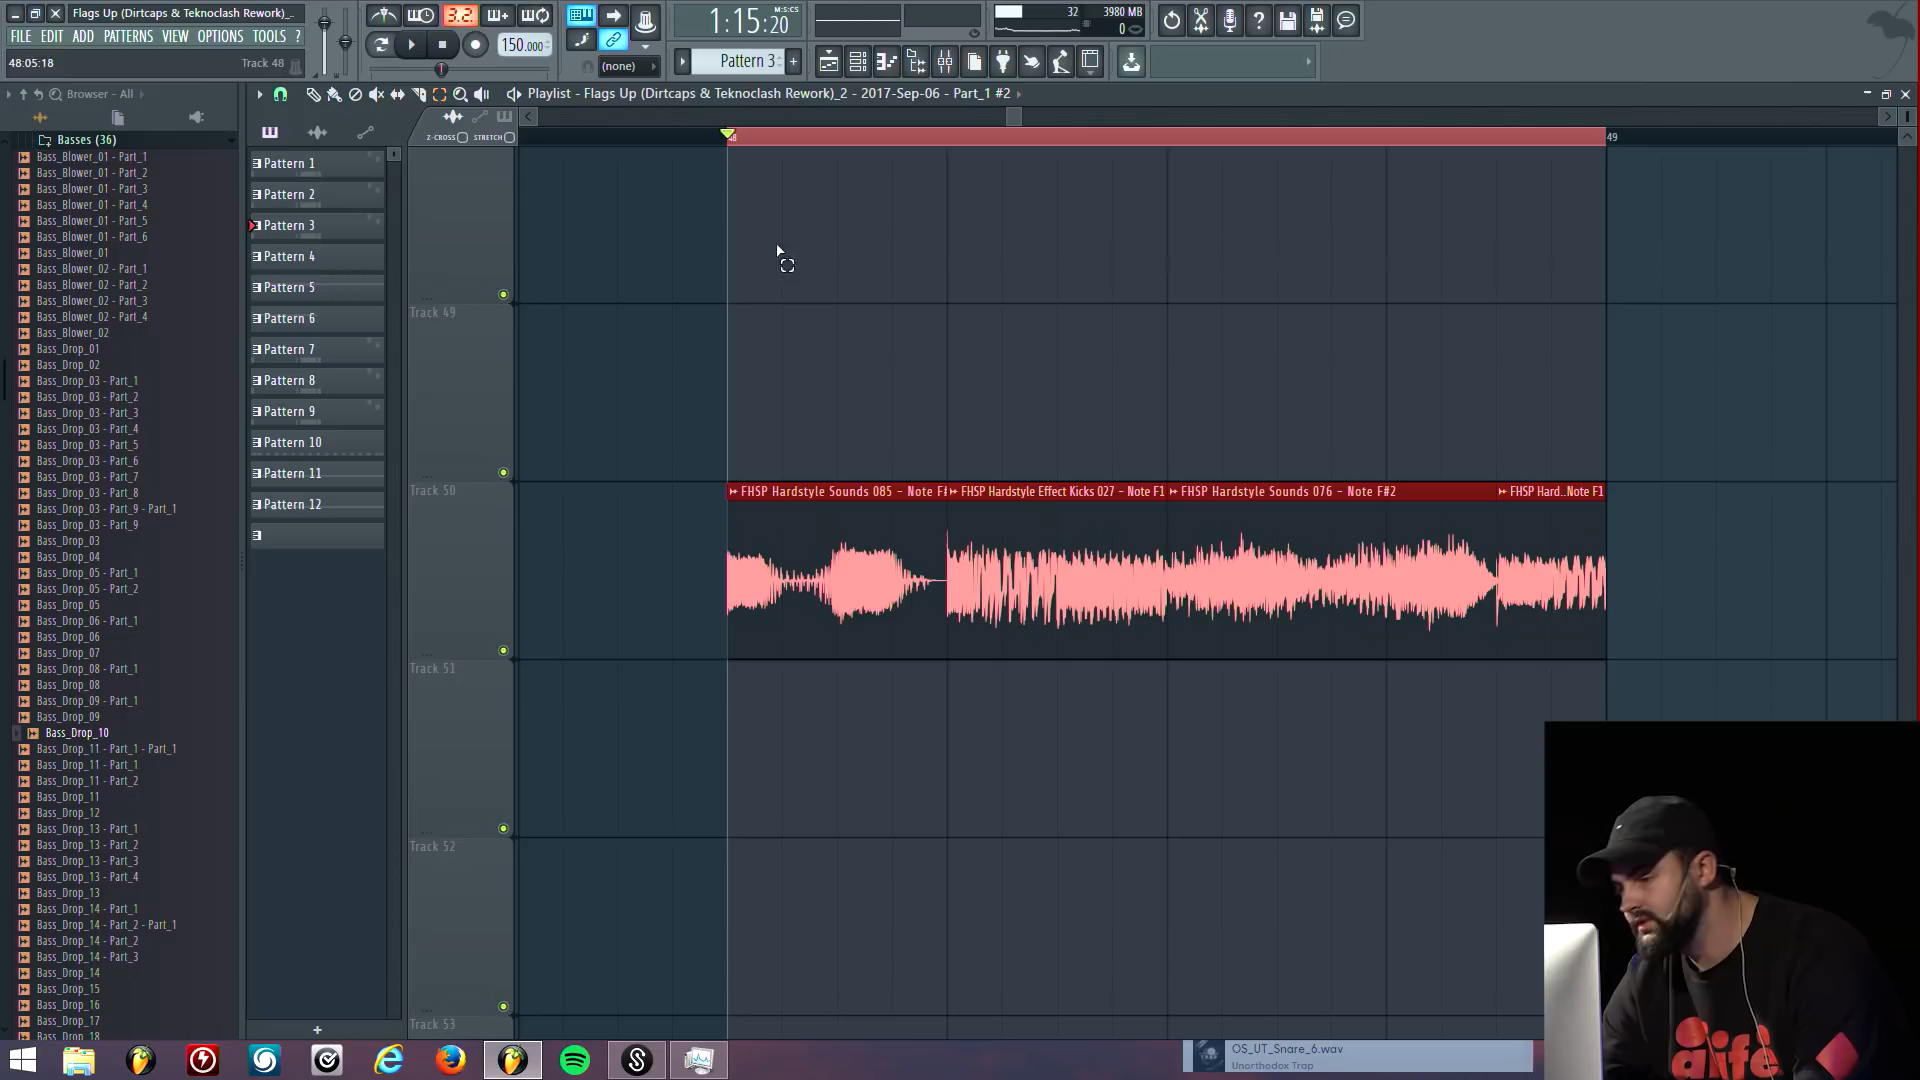 Flags Up (Dirtcaps & Teknoclash Rework)_..
FILE EDIT ADD PATTERNS VIEW OPTIONS TOOLS ?
48:05:18
Track 48
3.2.
150.000
(none)
1:15:20
M:S:CS
Pattern 3
32
3980 MB
0
Browser - All
Playlist - Flags Up (Dirtcaps & Teknoclash Rework)_2 - 2017-Sep-06 - Part_1 #2
Z-CROSS
STRETCH
48
49
Basses (36)
Bass_Blower_01 - Part_1
Bass_Blower_01 - Part_2
Bass_Blower_01 - Part_3
Bass_Blower_01 - Part_4
Bass_Blower_01 - Part_5
Bass_Blower_01 - Part_6
Bass_Blower_01
Bass_Blower_02 - Part_1
Bass_Blower_02 - Part_2
Bass_Blower_02 - Part_3
Bass_Blower_02 - Part_4
Bass_Blower_02
Bass_Drop_01
Bass_Drop_02
Bass_Drop_03 - Part_1
Bass_Drop_03 - Part_2
Bass_Drop_03 - Part_3
Bass_Drop_03 - Part_4
Bass_Drop_03 - Part_5
Bass_Drop_03 - Part_6
Bass_Drop_03 - Part_7
Bass_Drop_03 - Part_8
Bass_Drop_03 - Part_9 - Part_1
Bass_Drop_03 - Part_9
Bass_Drop_03
Bass_Drop_04
Bass_Drop_05 - Part_1
Bass_Drop_05 - Part_2
Bass_Drop_05
Bass_Drop_06 - Part_1
Bass_Drop_06
Bass_Drop_07
Bass_Drop_08 - Part_1
Bass_Drop_08
Bass_Drop_09 - Part_1
Bass_Drop_09
Bass_Drop_10
Bass_Drop_11 - Part_1 - Part_1
Bass_Drop_11 - Part_1
Bass_Drop_11 - Part_2
Bass_Drop_11
Bass_Drop_12
Bass_Drop_13 - Part_1
Bass_Drop_13 - Part_2
Bass_Drop_13 - Part_3
Bass_Drop_13 - Part_4
Bass_Drop_13
Bass_Drop_14 - Part_1
Bass_Drop_14 - Part_2 - Part_1
Bass_Drop_14 - Part_2
Bass_Drop_14 - Part_3
Bass_Drop_14
Bass_Drop_15
Bass_Drop_16
Bass_Drop_17
Bass_Drop_18
Pattern 1
Pattern 2
Pattern 3
Pattern 4
Pattern 5
Pattern 6
Pattern 7
Pattern 8
Pattern 9
Pattern 10
Pattern 11
Pattern 12
+
Track 49
Track 50
Track 51
Track 52
Track 53
FHSP Hardstyle Sounds 085 - Note F#
FHSP Hardstyle Effect Kicks 027 - Note F1
FHSP Hardstyle Sounds 076 - Note F#2
FHSP Hard..Note F1
OS_UT_Snare_6.wav
Unorthodox Trap